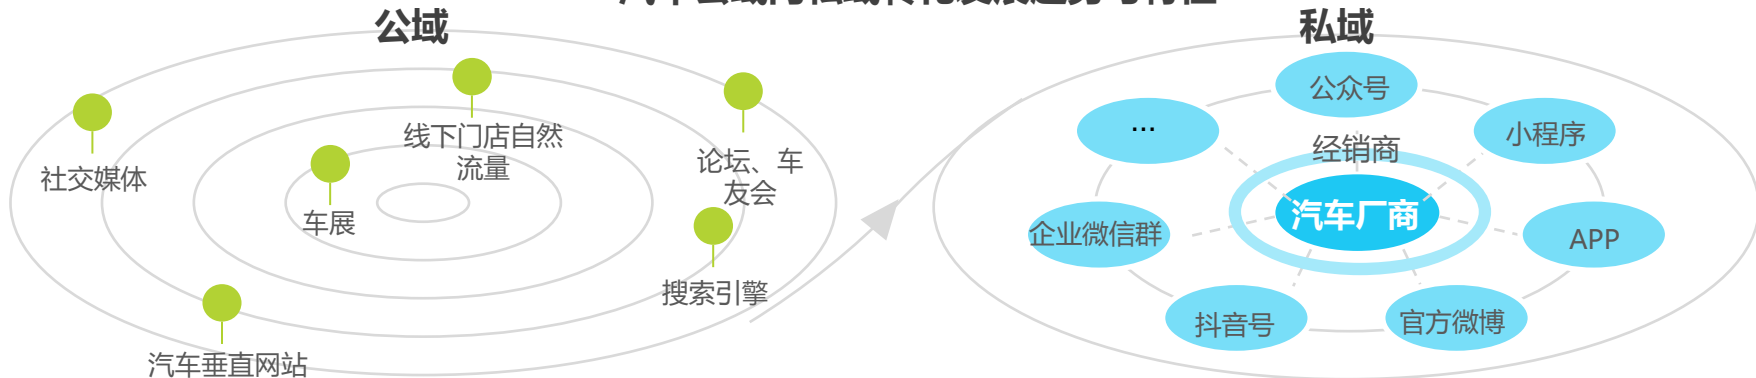 公域
私域
社交媒体
线下门店自然
流量
车展
论坛、车
友会
搜索引擎
汽车垂直网站
公众号
...
小程序
经销商
汽车厂商
企业微信群
APP
抖音号
官方微博